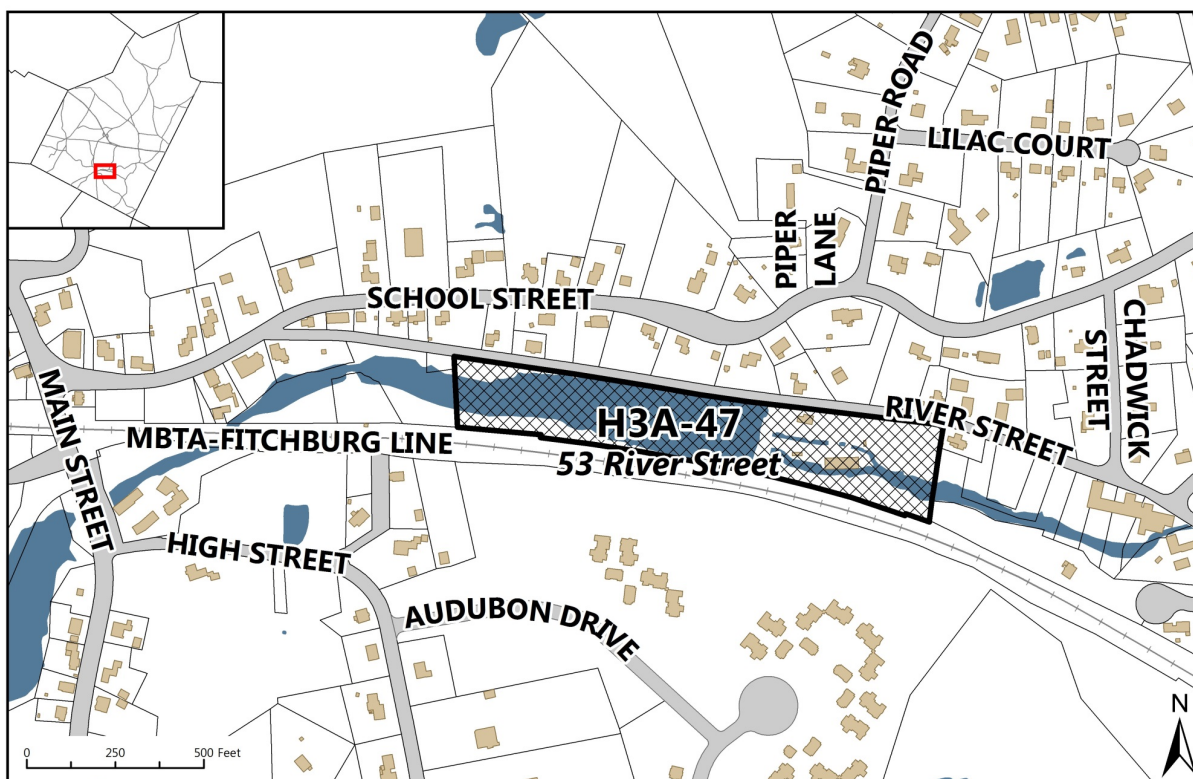 PIPER ROAD
LILAC COURT
PIPER
LANE
SCHOOL STREET
CHADWICK
STREET
MAIN STREET
MBTA-FITCHBURG LINE
H3A-47
53 River Street
RIVER STREET
HIGH STREET
AUDUBON DRIVE
N
0 250 500 Feet